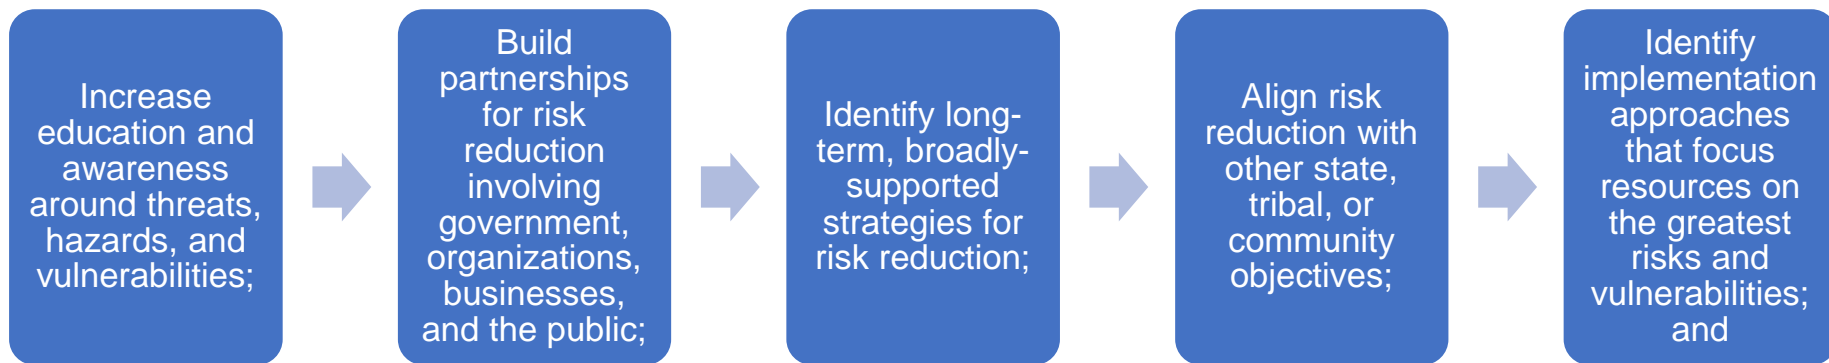 Increase
education and
awareness
around threats,
hazards, and
vulnerabilities;
Build
partnerships
for risk
reduction
involving
government,
organizations,
businesses,
and the public;
Identify long-
term, broadly-
supported
strategies for
risk reduction;
Align risk
reduction with
other state,
tribal, or
community
objectives;
Identify
implementation
approaches
that focus
resources on
the greatest
risks and
vulnerabilities;
and